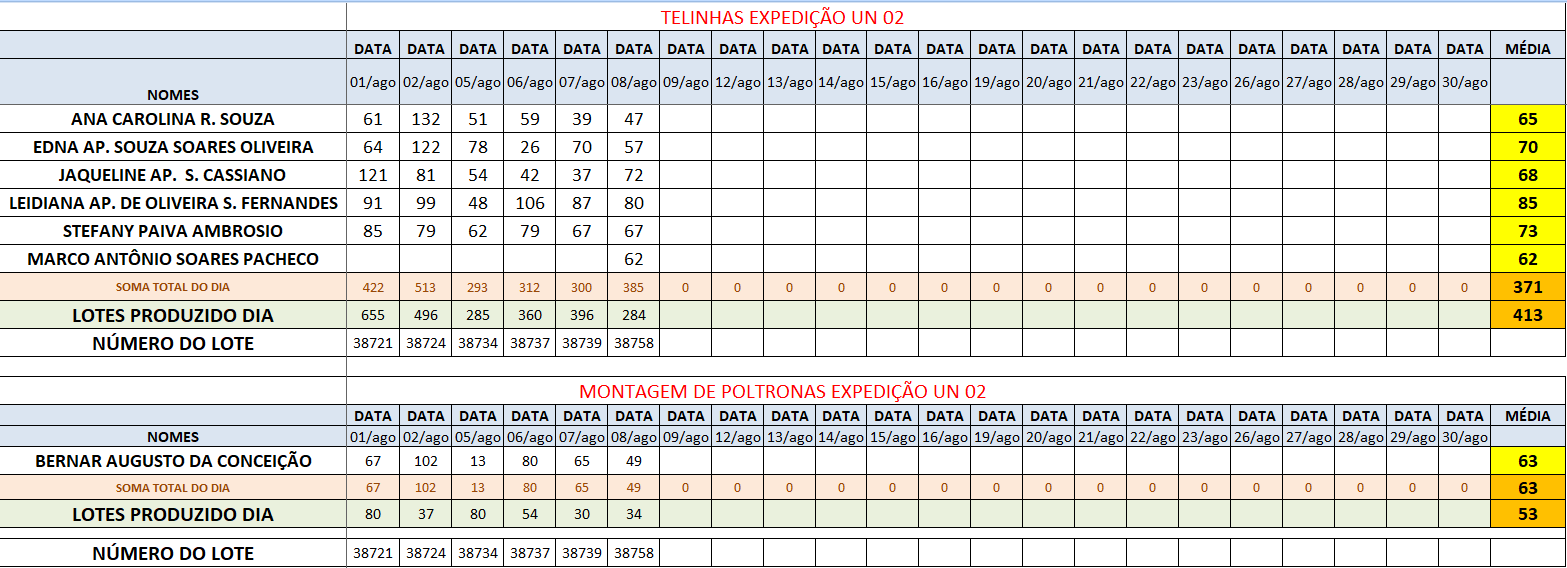 TELINHAS EXPEDIÇÃO UN 02
DATA DATA DATA DATA DATA DATA DATA DATA DATA DATA DATA DATA DATA DATA DATA DATA DATA DATA DATA DATA DATA DATA MÉDIA
NOMES 01/ago 02/ago 05/ago 06/ago 07/ago 08/ago 09/ago 12/ago 13/ago 14/ago 15/ago 16/ago 19/ago 20/ago 21/ago 22/ago 23/ago 26/ago 27/ago 28/ago 29/ago 30/ago
ANA CAROLINA R. SOUZA 61 132 51 59 39 47 65
EDNA AP. SOUZA SOARES OLIVEIRA 64 122 78 26 70 57 70
JAQUELINE AP. S. CASSIANO 121 81 54 42 37 72 68
LEIDIANA AP. DE OLIVEIRA S. FERNANDES 91 99 48 106 87 80 85
STEFANY PAIVA AMBROSIO 85 79 62 79 67 67 73
MARCO ANTÔNIO SOARES PACHECO 62 62
SOMA TOTAL DO DIA 422 513 293 312 300 385 0 0 0 0 0 0 0 0 0 0 0 0 0 0 0 0 371
LOTES PRODUZIDO DIA 655 496 285 360 396 284 413
NÚMERO DO LOTE 38721 38724 38734 38737 38739 38758
MONTAGEM DE POLTRONAS EXPEDIÇÃO UN 02
DATA DATA DATA DATA DATA DATA DATA DATA DATA DATA DATA DATA DATA DATA DATA DATA DATA DATA DATA DATA DATA DATA MÉDIA
NOMES 01/ago 02/ago 05/ago 06/ago 07/ago 08/ago 09/ago 12/ago 13/ago 14/ago 15/ago 16/ago 19/ago 20/ago 21/ago 22/ago 23/ago 26/ago 27/ago 28/ago 29/ago 30/ago
BERNAR AUGUSTO DA CONCEIÇÃO 67 102 13 80 65 49 63
SOMA TOTAL DO DIA 67 102 13 80 65 49 0 0 0 0 0 0 0 0 0 0 0 0 0 0 0 0 63
LOTES PRODUZIDO DIA 80 37 80 54 30 34 53
NÚMERO DO LOTE 38721 38724 38734 38737 38739 38758